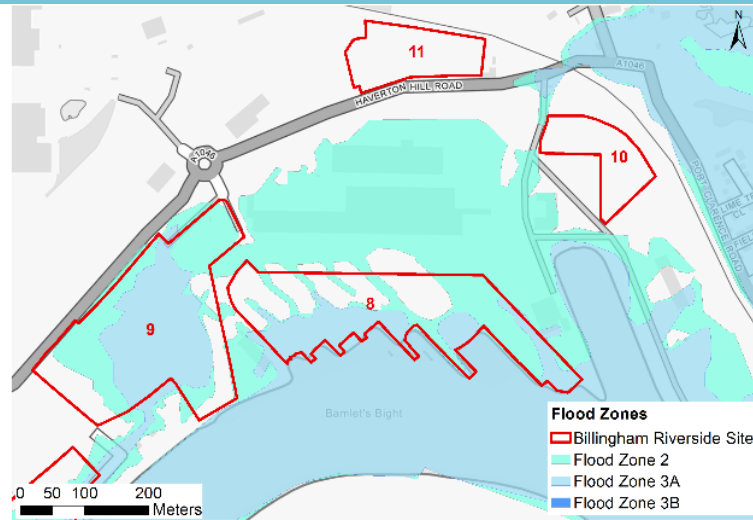 N
11
A1046
HAVERTON HILL ROAD
A1046
10
PORT CLARENCE ROAD
8
9
Bamlet's Bight
Flood Zones
Billingham Riverside Site
Flood Zone 2
Flood Zone 3A
Flood Zone 3B
0 50 100 200
Meters